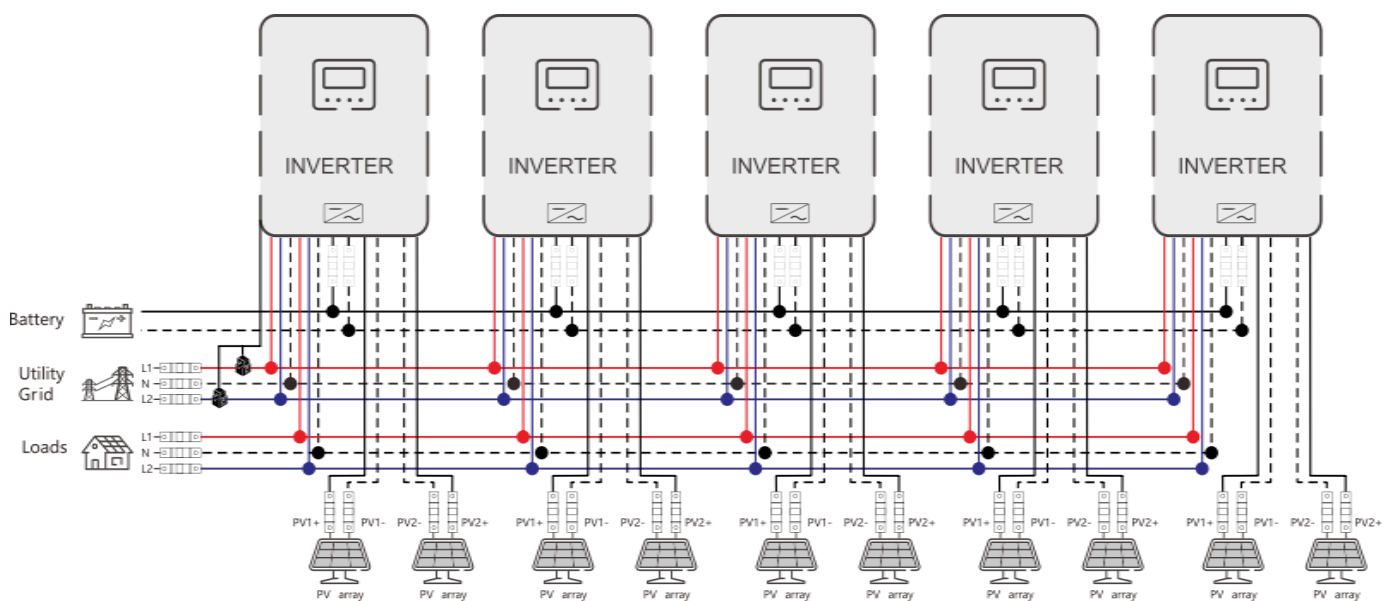 INVERTER INVERTER INVERTER INVERTER INVERTER
Battery
Utility
Grid
L1
N
L2
Loads
L1
N
L2
PV1+ PV1- PV2- PV2+ PV1+ PV1- PV2- PV2+ PV1+ PV1- PV2- PV2+ PV1+ PV1- PV2- PV2+ PV1+ PV1- PV2- PV2+
PV array PV array PV array PV array PV array PV array PV array PV array PV array PV array